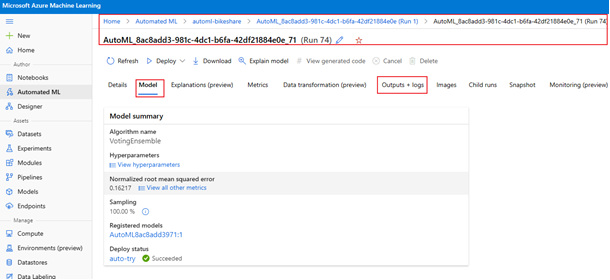 Microsoft Azure Machine Learning
Home > Automated ML > automl-bikeshare > AutoML_8ac8add3-981c-4dc1-b6fa-42df21884e0e (Run 1) > AutoML_8ac8add3-981c-4dc1-b6fa-42df21884e0e_71 (Run 74)
AutoML_8ac8add3-981c-4dc1-b6fa-42df21884e0e_71 (Run 74)
New
Home
Refresh Deploy Download Explain model View generated code Cancel Delete
Author
Notebooks
Automated ML
Designer
Details Model Explanations (preview) Metrics Data transformation (preview) Outputs + logs Images Child runs Snapshot Monitoring (preview)
Assets
Datasets
Experiments
Modules
Pipelines
Models
Endpoints
Manage
Compute
Environments (preview)
Datastores
Data Labeling
Model summary
Algorithm name
VotingEnsemble
Hyperparameters
View hyperparameters
Normalized root mean squared error
0.16217 View all other metrics
Sampling
100.00 %
Registered models
AutoML8ac8add3971:1
Deploy status
auto-try Succeeded